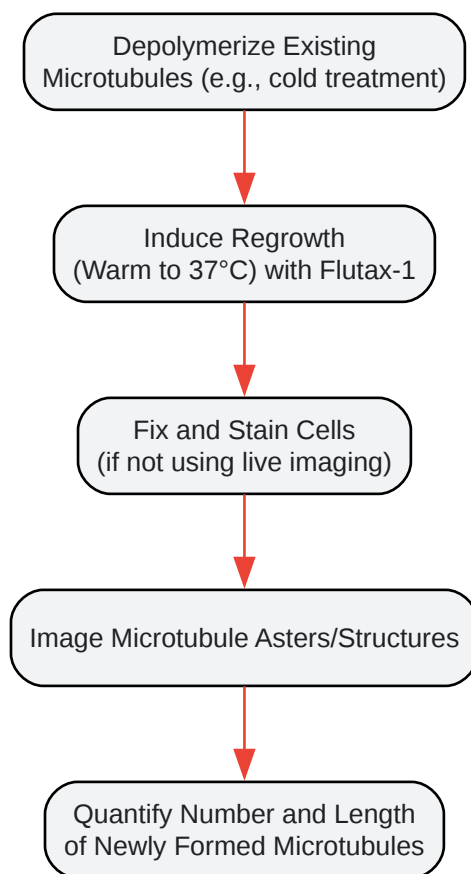 Depolymerize Existing
Microtubules (e.g., cold treatment)
Induce Regrowth
(Warm to 37°C) with Flutax-1
Fix and Stain Cells
(if not using live imaging)
Image Microtubule Asters/Structures
Quantify Number and Length
of Newly Formed Microtubules